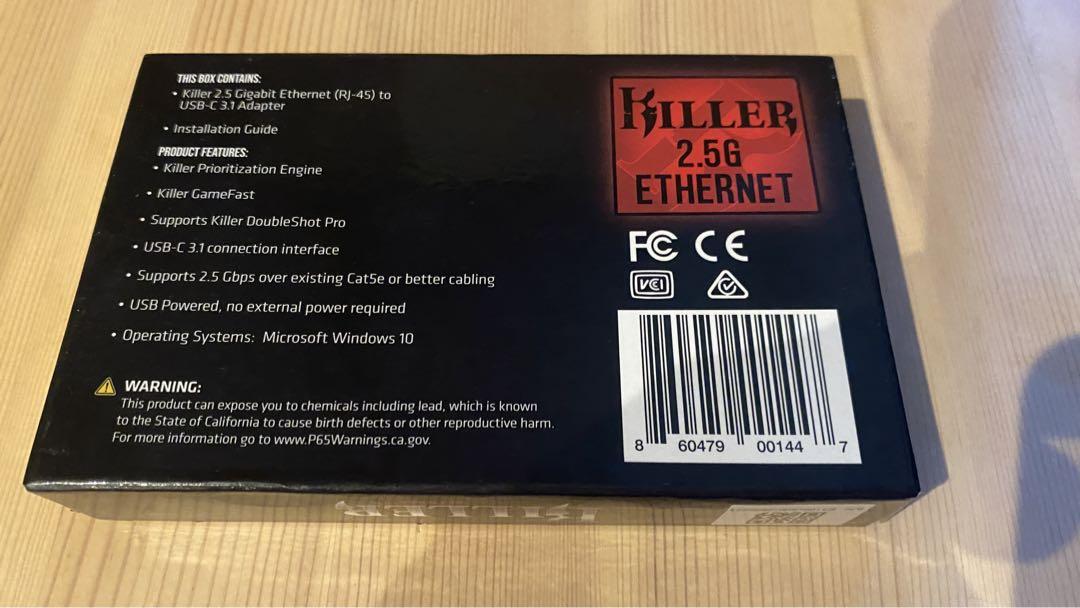 THIS BOX CONTAINS:
• Killer 2.5 Gigabit Ethernet (RJ-45) to
USB-C 3.1 Adapter
• Installation Guide
PRODUCT FEATURES:
• Killer Prioritization Engine
• Killer GameFast
• Supports Killer DoubleShot Pro
• USB-C 3.1 connection interface
• Supports 2.5 Gbps over existing Cat5e or better cabling
• USB Powered, no external power required
• Operating Systems: Microsoft Windows 10
WARNING:
This product can expose you to chemicals including lead, which is known
to the State of California to cause birth defects or other reproductive harm.
For more information go to www.P65Warnings.ca.gov.
KILLER
2.5G
ETHERNET
FC CE
VCI
8 60479 00144 7
KILLER